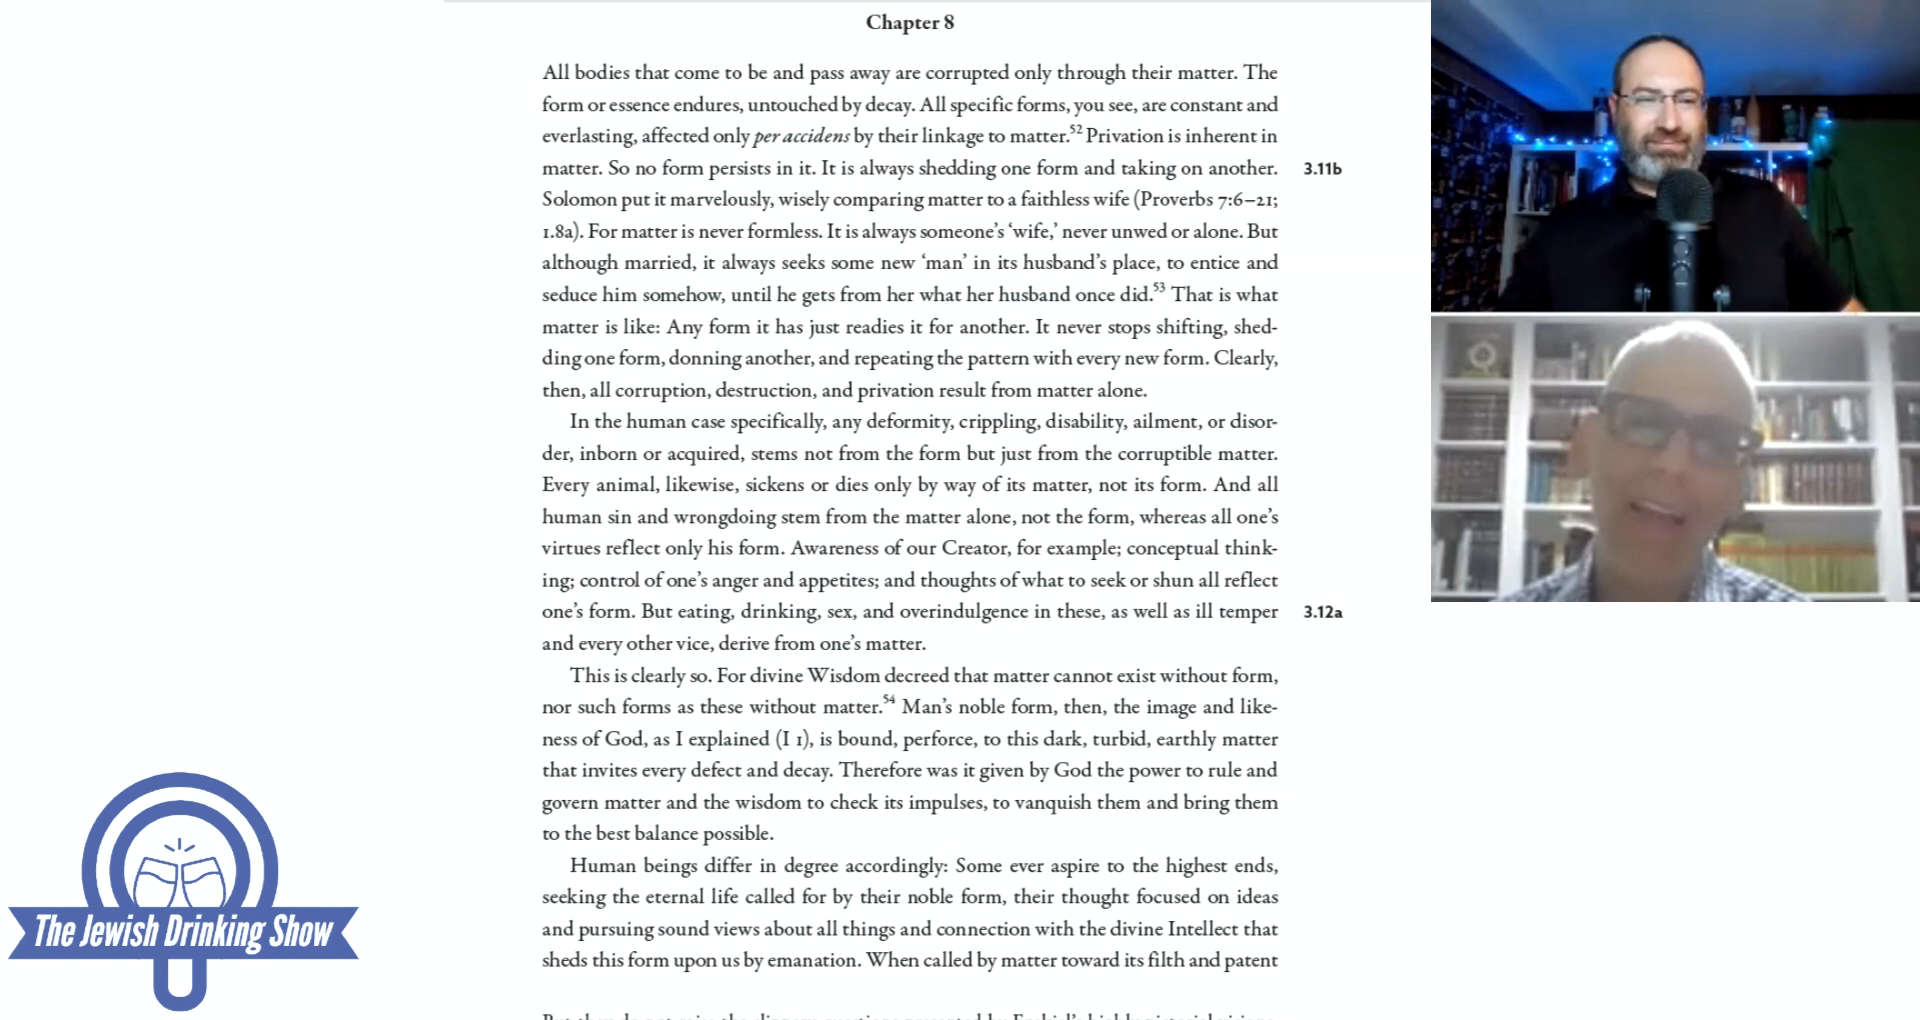 Chapter 8
All bodies that come to be and pass away are corrupted only through their matter. The
form or essence endures, untouched by decay. All specific forms, you see, are constant and
everlasting, affected only per accidens by their linkage to matter.52 Privation is inherent in
matter. So no form persists in it. It is always shedding one form and taking on another. 3.11b
Solomon put it marvelously, wisely comparing matter to a faithless wife (Proverbs 7:6–21;
1.8a). For matter is never formless. It is always someone’s ‘wife,’ never unwed or alone. But
although married, it always seeks some new ‘man’ in its husband’s place, to entice and
seduce him somehow, until he gets from her what her husband once did.53 That is what
matter is like: Any form it has just readies it for another. It never stops shifting, shed-
ding one form, donning another, and repeating the pattern with every new form. Clearly,
then, all corruption, destruction, and privation result from matter alone.
In the human case specifically, any deformity, crippling, disability, ailment, or disor-
der, inborn or acquired, stems not from the form but just from the corruptible matter.
Every animal, likewise, sickens or dies only by way of its matter, not its form. And all
human sin and wrongdoing stem from the matter alone, not the form, whereas all one’s
virtues reflect only his form. Awareness of our Creator, for example; conceptual think-
ing; control of one’s anger and appetites; and thoughts of what to seek or shun all reflect
one’s form. But eating, drinking, sex, and overindulgence in these, as well as ill temper 3.12a
and every other vice, derive from one’s matter.
This is clearly so. For divine Wisdom decreed that matter cannot exist without form,
nor such forms as these without matter.54 Man’s noble form, then, the image and like-
ness of God, as I explained (I 1), is bound, perforce, to this dark, turbid, earthly matter
that invites every defect and decay. Therefore was it given by God the power to rule and
govern matter and the wisdom to check its impulses, to vanquish them and bring them
to the best balance possible.
Human beings differ in degree accordingly: Some ever aspire to the highest ends,
seeking the eternal life called for by their noble form, their thought focused on ideas
and pursuing sound views about all things and connection with the divine Intellect that
sheds this form upon us by emanation. When called by matter toward its filth and patent
The Jewish Drinking Show